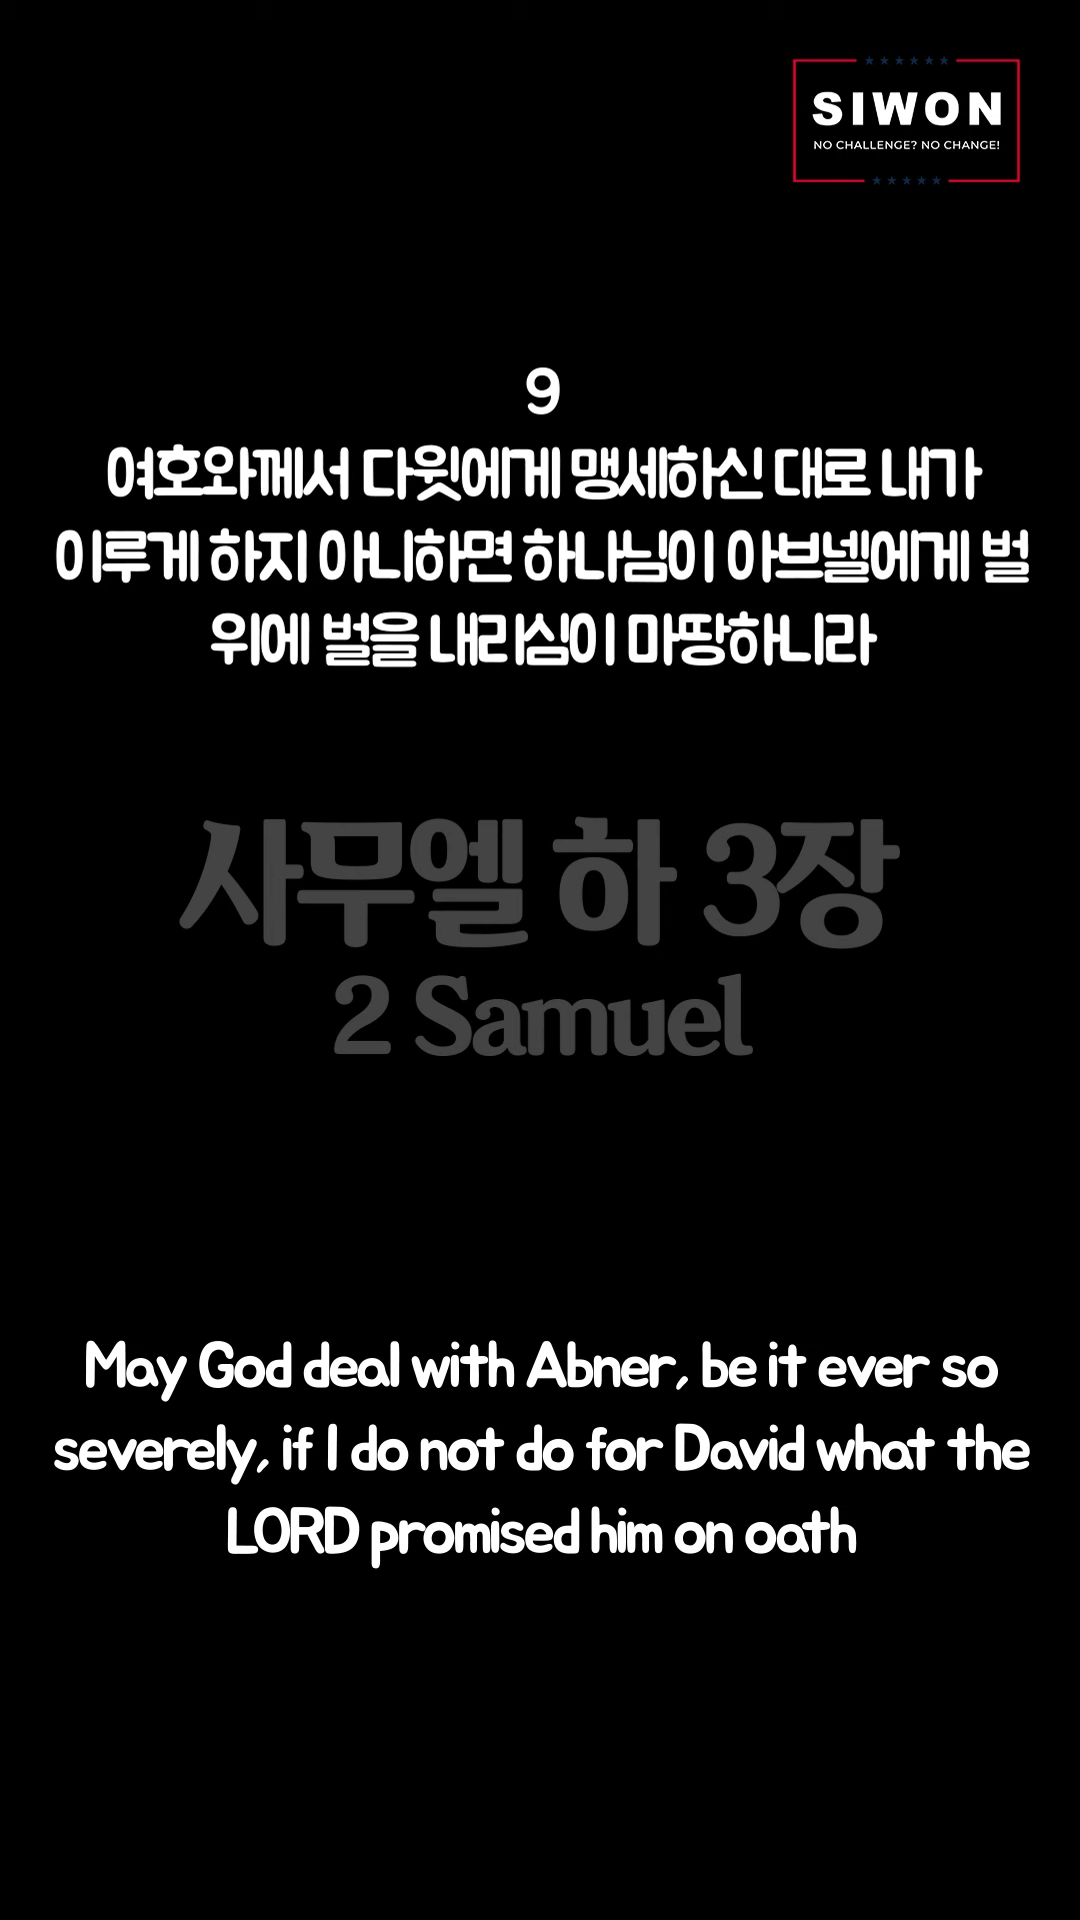 SIWON
NO CHALLENGE? NO CHANGE!
9
여호와께서 다윗에게 맹세하신 대로 내가
이루게 하지 아니하면 하나님이 아브넬에게 벌
위에 벌을 내리심이 마땅하니라
사무엘 하 3장
2 Samuel
May God deal with Abner, be it ever so
severely, if I do not do for David what the
LORD promised him on oath